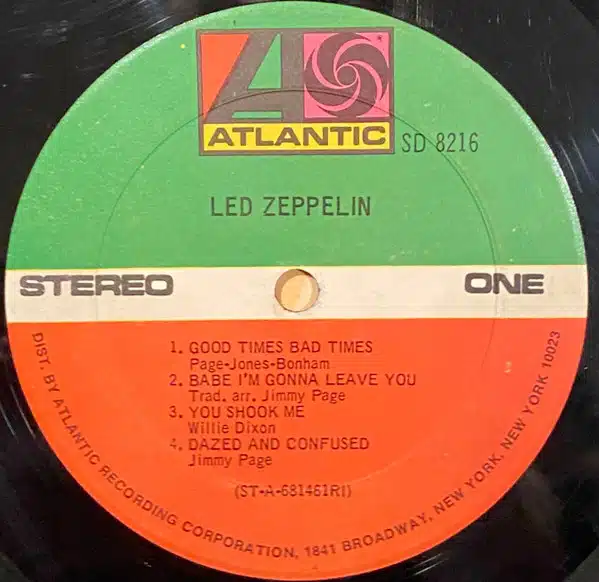 ATLANTIC
SD 8216
LED ZEPPELIN
STEREO
ONE
1. GOOD TIMES BAD TIMES
Page-Jones-Bonham
2. BABE I'M GONNA LEAVE YOU
Trad. arr. Jimmy Page
3. YOU SHOOK ME
Willie Dixon
4. DAZED AND CONFUSED
Jimmy Page
(ST-A-681461RI)
DIST. BY ATLANTIC RECORDING CORPORATION, 1841 BROADWAY, NEW YORK, NEW YORK 10023